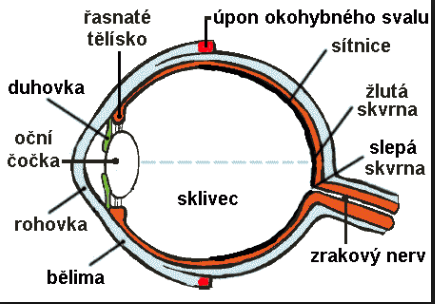 řasnaté
tělísko
úpon okohybného svalu
sítnice
duhovka
žlutá
skvrna
oční
čočka
slepá
skvrna
sklivec
rohovka
zrakový nerv
bělima